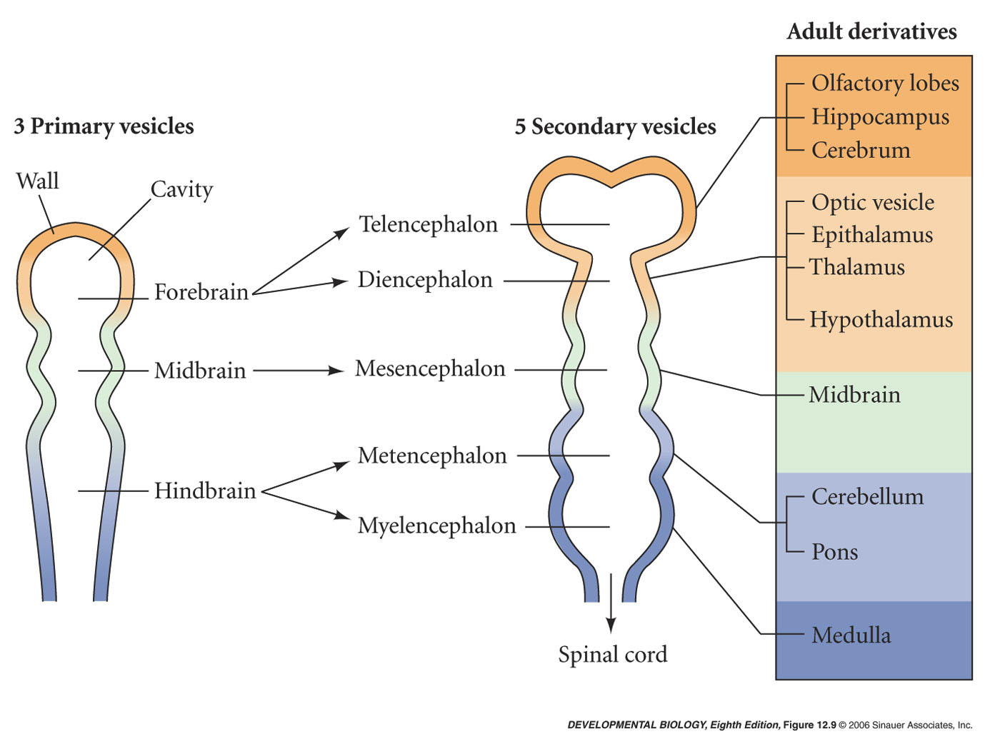 Adult derivatives
3 Primary vesicles
5 Secondary vesicles
Wall
Cavity
Forebrain
Midbrain
Hindbrain
Telencephalon
Diencephalon
Mesencephalon
Metencephalon
Myelencephalon
Spinal cord
Olfactory lobes
Hippocampus
Cerebrum
Optic vesicle
Epithalamus
Thalamus
Hypothalamus
Midbrain
Cerebellum
Pons
Medulla
DEVELOPMENTAL BIOLOGY, Eighth Edition, Figure 12.9 © 2006 Sinauer Associates, Inc.